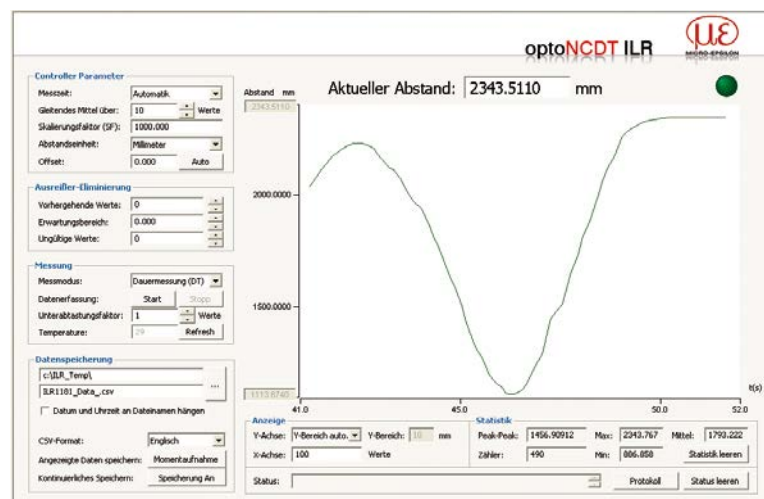 optoNCDT ILR
με
MICRO-EPSILON
Controller Parameter
Messzeit: Automatik
Gleitendes Mittel über: 10 Werte
Skalierungsfaktor (SF): 1000.000
Abstandseinheit: Millimeter
Offset: 0.000 Auto
Ausreißer-Eliminierung
Vorhergehende Werte: 0
Erwartungsbereich: 0.000
Ungültige Werte: 0
Messung
Messmodus: Dauermessung (DT)
Datenerfassung: Start Stopp
Unterabtastungsfaktor: 1 Werte
Temperature: 29 Refresh
Datenspeicherung
c:\ILR_Temp\
ILR1181_Data_.csv
...
Datum und Uhrzeit an Dateinamen hängen
CSV-Format: Englisch
Angezeigte Daten speichern: Momentaufnahme
Kontinuierliches Speichern: Speicherung An
Abstand mm
Aktueller Abstand: 2343.5110 mm
2343.5110
2000.0000
1500.0000
1113.6740
41.0 45.0 50.0 52.0
t(s)
Anzeige
Y-Achse: Y-Bereich auto. Y-Bereich: 10 mm
X-Achse: 100 Werte
Statistik
Peak-Peak: 1456.90912 Max: 2343.767 Mittel: 1793.222
Zähler: 490 Min: 886.858 Statistik leeren
Status: Protokoll Status leeren